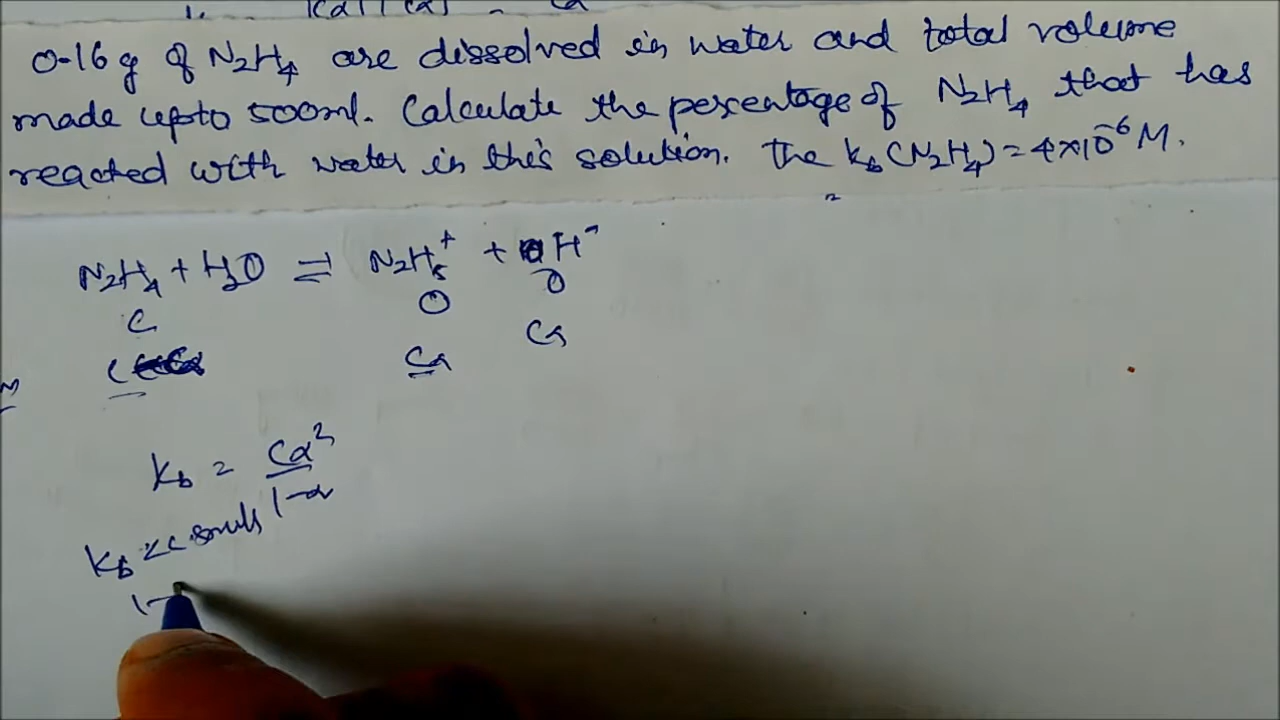 0.16 g of N2H4 are dissolved in water and total volume
made upto 500ml. Calculate the percentage of N2H4 that has
reacted with water in this solution. The Kb (N2H4) = 4×10⁻⁶ M.
N2H4 + H2O ⇌ N2H5⁺ + OH⁻
C 0 0
Cα Cα
Kb = Cα²
1-α
Kb << small
1-